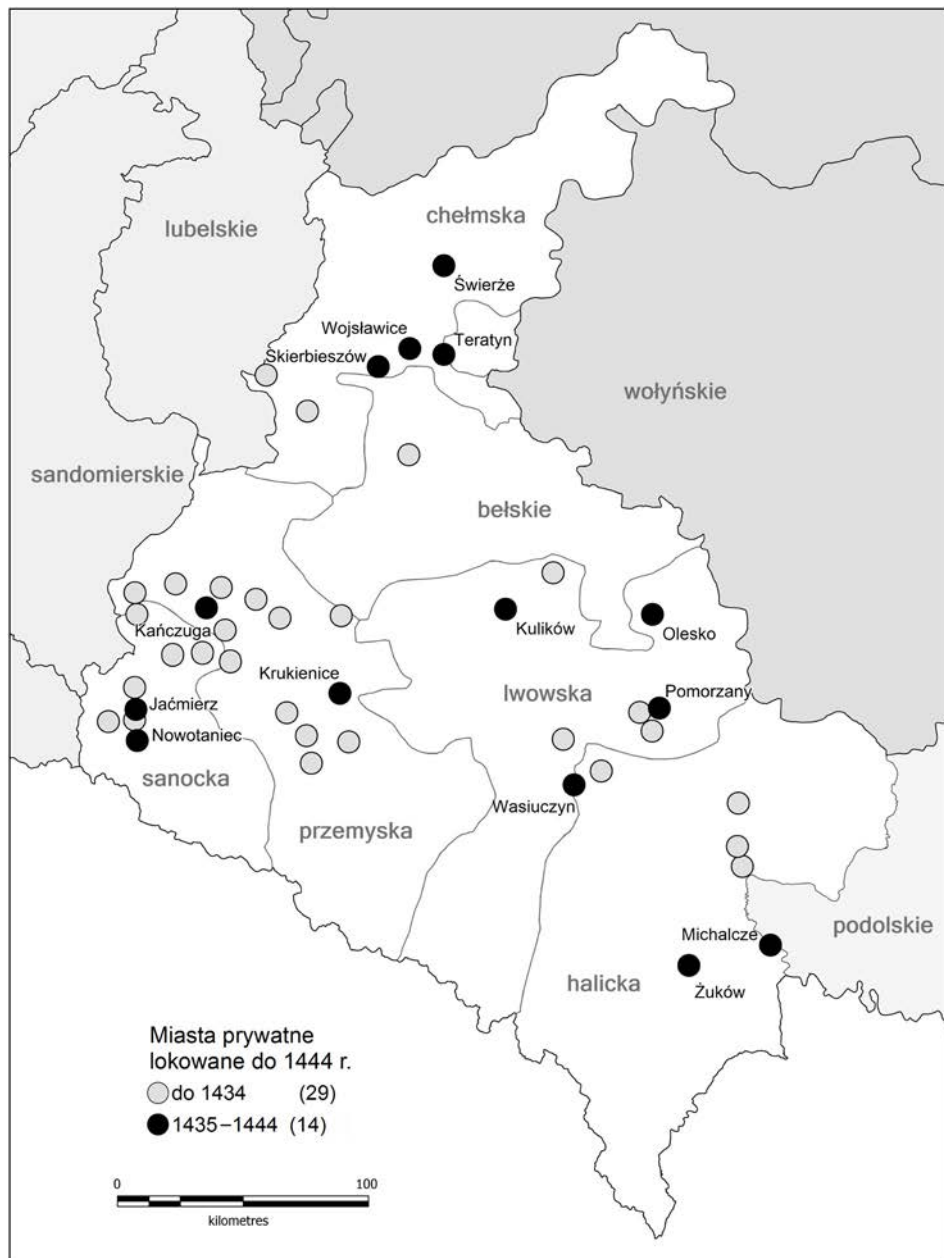 chełmska
lubelskie
Świerże
Wojsławice
Teratyn
Skierbieszów
wołyńskie
sandomierskie
bełskie
Kańczuga
Kulików
Olesko
Krukienice
lwowska
Pomorzany
Jaćmierz
Nowotaniec
sanocka
Wasiuczyn
przemyska
podolskie
Michalcze
halicka
Żuków
Miasta prywatne
lokowane do 1444 r.
do 1434 (29)
1435–1444 (14)
0 100
kilometres